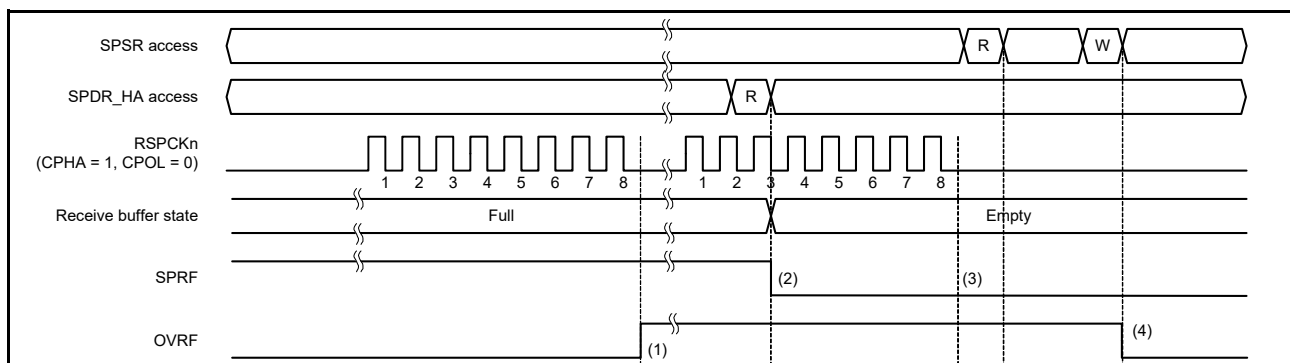 SPSR access
R
W
SPDR_HA access
R
RSPCKn
(CPHA = 1, CPOL = 0)
1 2 3 4 5 6 7 8 1 2 3 4 5 6 7 8
Receive buffer state
Full
Empty
SPRF
(2)
(3)
OVRF
(1)
(4)